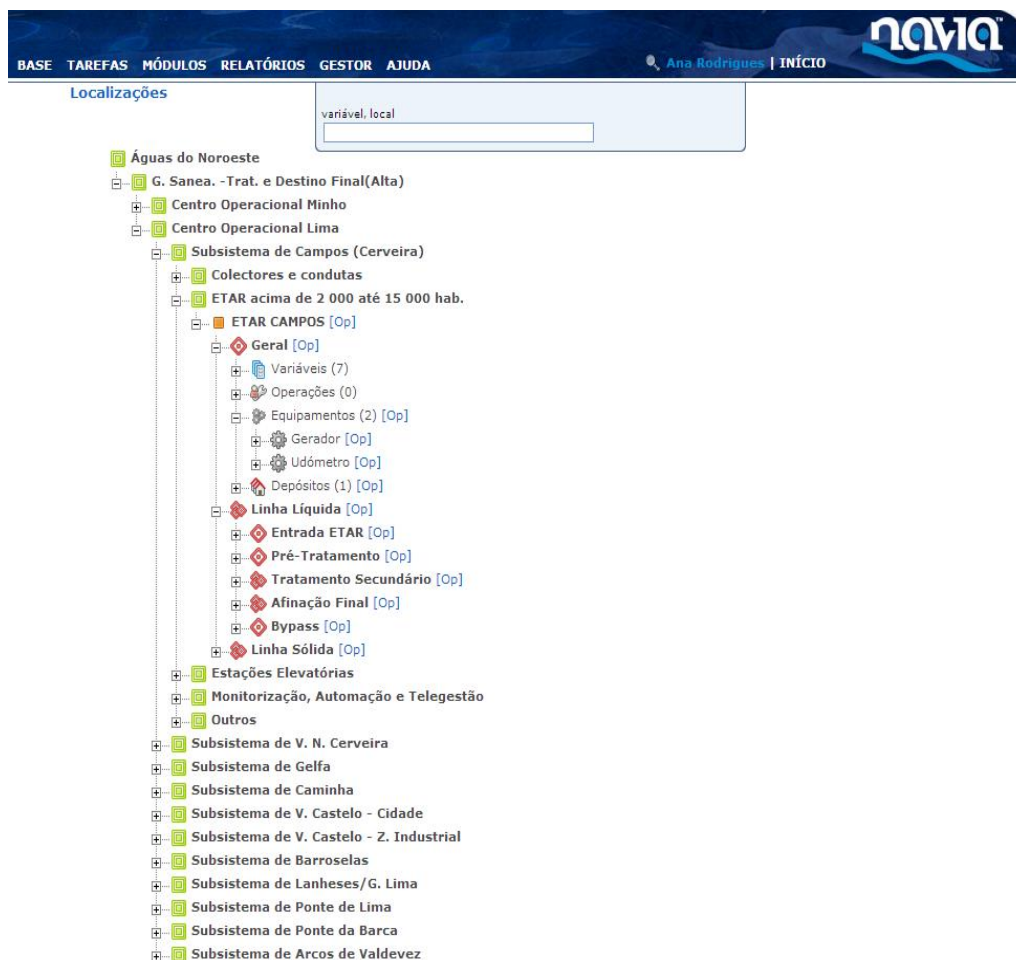 navia™
BASE TAREFAS MÓDULOS RELATÓRIOS GESTOR AJUDA Ana Rodrigues | INÍCIO
Localizações
variável, local
Águas do Noroeste
G. Sanea. -Trat. e Destino Final(Alta)
Centro Operacional Minho
Centro Operacional Lima
Subsistema de Campos (Cerveira)
Colectores e condutas
ETAR acima de 2 000 até 15 000 hab.
ETAR CAMPOS [Op]
Geral [Op]
Variáveis (7)
Operações (0)
Equipamentos (2) [Op]
Gerador [Op]
Udómetro [Op]
Depósitos (1) [Op]
Linha Líquida [Op]
Entrada ETAR [Op]
Pré-Tratamento [Op]
Tratamento Secundário [Op]
Afinação Final [Op]
Bypass [Op]
Linha Sólida [Op]
Estações Elevatórias
Monitorização, Automação e Telegestão
Outros
Subsistema de V. N. Cerveira
Subsistema de Gelfa
Subsistema de Caminha
Subsistema de V. Castelo - Cidade
Subsistema de V. Castelo - Z. Industrial
Subsistema de Barroselas
Subsistema de Lanheses/G. Lima
Subsistema de Ponte de Lima
Subsistema de Ponte da Barca
Subsistema de Arcos de Valdevez